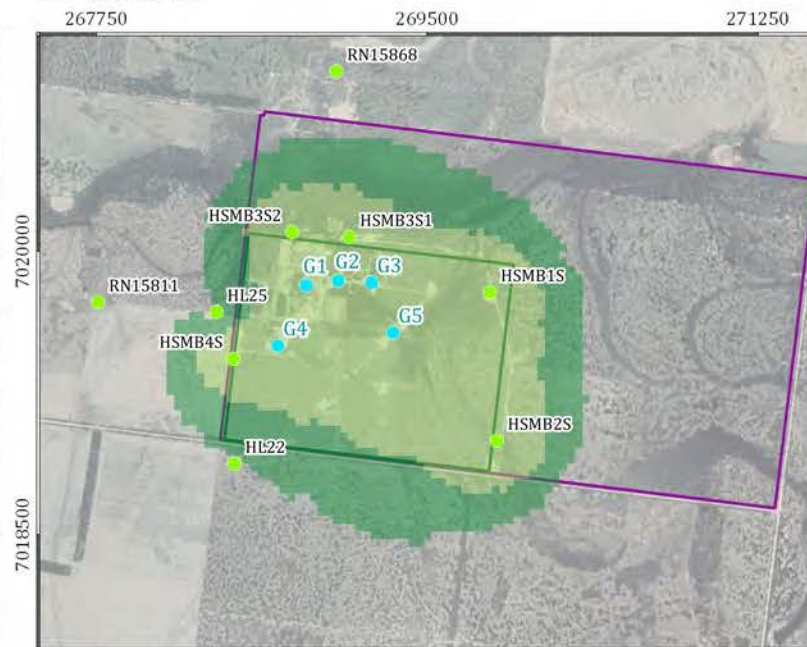 267750
269500
271250
RN15868
HSMB3S2
HSMB3S1
7020000
G1
G2
G3
HSMB1S
RN15811
HL25
G5
HSMB4S
G4
HSMB2S
HL22
7018500